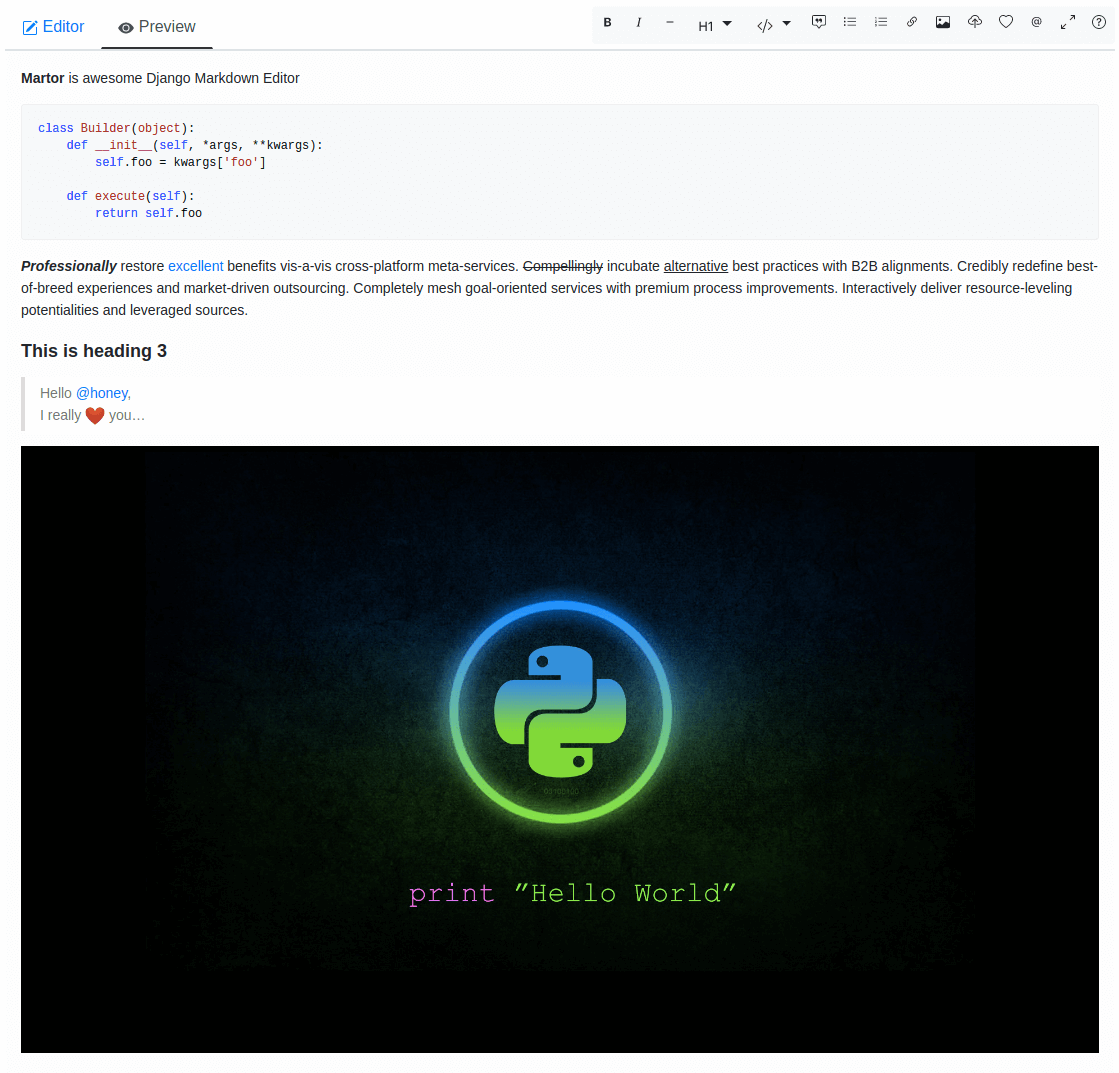 Editor Preview B I H1 </> @
Martor is awesome Django Markdown Editor
class Builder(object):
    def __init__(self, *args, **kwargs):
        self.foo = kwargs['foo']
    def execute(self):
        return self.foo
Professionally restore excellent benefits vis-a-vis cross-platform meta-services. Compellingly incubate alternative best practices with B2B alignments. Credibly redefine best-
of-breed experiences and market-driven outsourcing. Completely mesh goal-oriented services with premium process improvements. Interactively deliver resource-leveling
potentialities and leveraged sources.
This is heading 3
Hello @honey,
I really ❤️ you…
print ”Hello World”